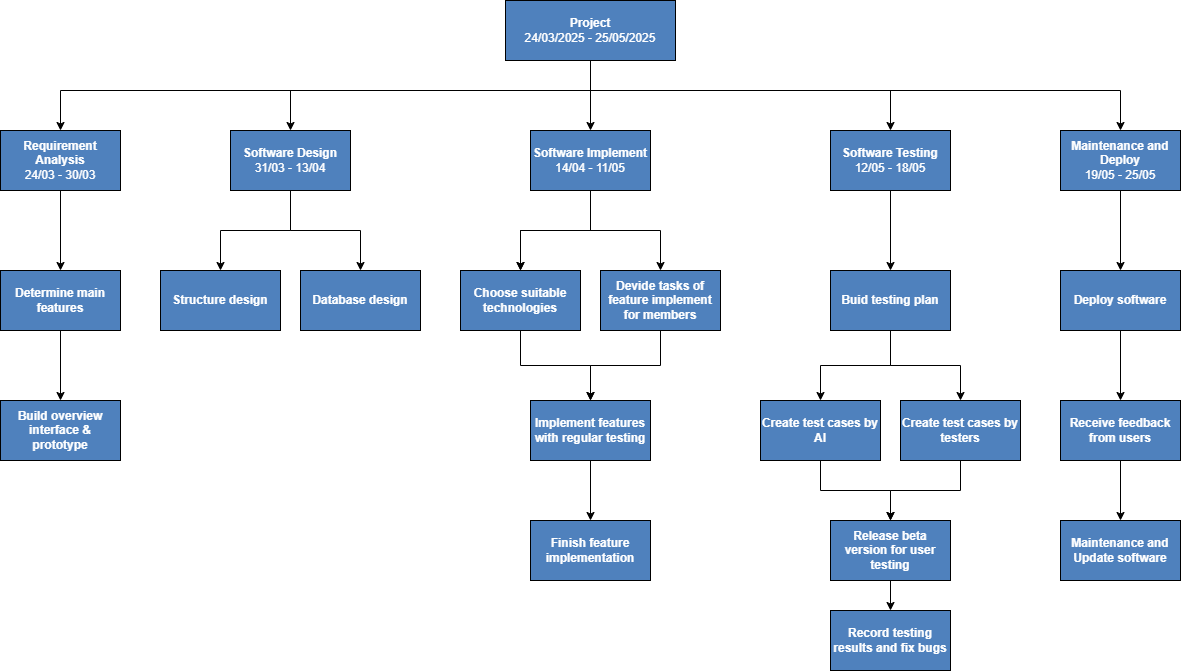 Project
24/03/2025 - 25/05/2025
Requirement
Analysis
24/03 - 30/03
Software Design
31/03 - 13/04
Software Implement
14/04 - 11/05
Software Testing
12/05 - 18/05
Maintenance and
Deploy
19/05 - 25/05
Determine main
features
Structure design
Database design
Choose suitable
technologies
Devide tasks of
feature implement
for members
Buid testing plan
Deploy software
Build overview
interface &
prototype
Implement features
with regular testing
Create test cases by
AI
Create test cases by
testers
Receive feedback
from users
Finish feature
implementation
Release beta
version for user
testing
Maintenance and
Update software
Record testing
results and fix bugs